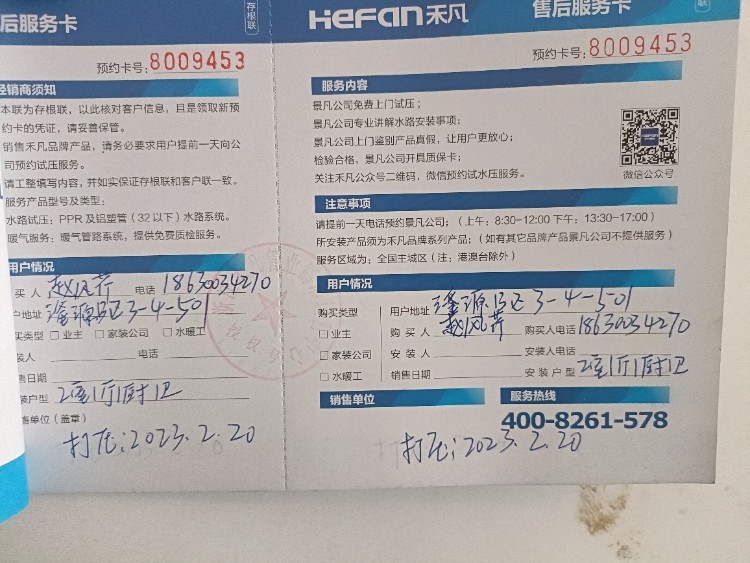 后服务卡
存根联
预约卡号:8009453
经销商须知
本联为存根联，以此核对客户信息，且是领取新预
约卡的凭证，请妥善保管。
销售禾凡品牌产品，请务必要求用户提前一天向公
司预约试压服务。
请工整填写内容，并如实保证存根联和客户联一致。
服务产品型号及类型：
水路试压：PPR及铝塑管（32以下）水路系统。
暖气服务：暖气管路系统，提供免费质检服务。
用户情况
买人 赵凤芹 电话 18630034270
户地址 源 B区 3-4-501
买类型 □业主 □家装公司 □水暖工
装人 电话
售日期
装户型 2室1厅1厨1卫
售单位（盖章）
打压:2023.2.20
HEFAN禾凡
售后服务卡
联
预约卡号:8009453
服务内容
景凡公司免费上门试压；
景凡公司专业讲解水路安装事项；
景凡公司上门鉴别产品真假，让用户更放心；
检验合格，景凡公司开具质保卡；
关注禾凡公众号二维码，微信预约试水压服务。
微信公众号
注意事项
请提前一天电话预约景凡公司；（上午：8:30-12:00 下午：13:30-17:00）
所安装产品须为禾凡品牌系列产品；（如有其它品牌产品景凡公司不提供服务）
服务区域为：全国主城区（注：港澳台除外）
用户情况
购买类型 用户地址 源 B区 3-4-501
□业主 购买人 赵凤芹 购买人电话 18630034270
□家装公司 安装人 安装人电话
□水暖工 销售日期 安装户型 2室1厅1厨1卫
销售单位
服务热线
400-8261-578
打压:2023.2.20